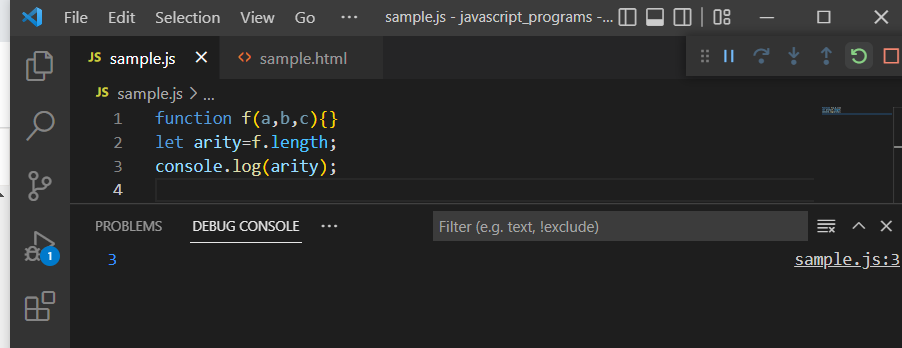 File Edit Selection View Go ··· sample.js - javascript_programs -...
JS sample.js × <> sample.html
JS sample.js > ...
1 function f(a,b,c){}
2 let arity=f.length;
3 console.log(arity);
4
PROBLEMS DEBUG CONSOLE ··· Filter (e.g. text, !exclude)
1
3 sample.js:3